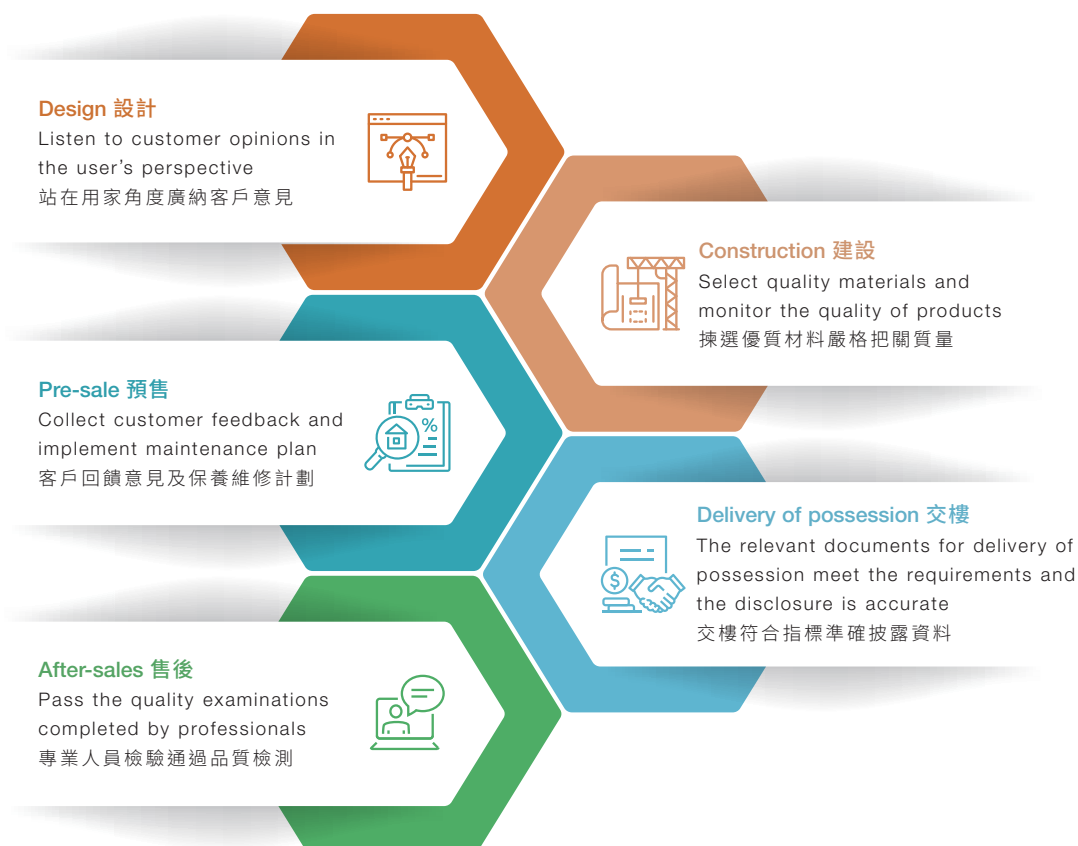 Design 設計
Listen to customer opinions in
the user’s perspective
站在用家角度廣納客戶意見
Construction 建設
Select quality materials and
monitor the quality of products
揀選優質材料嚴格把關質量
Pre-sale 預售
Collect customer feedback and
implement maintenance plan
客戶回饋意見及保養維修計劃
%
Delivery of possession 交樓
The relevant documents for delivery of
possession meet the requirements and
the disclosure is accurate
交樓符合指標準確披露資料
$
After-sales 售後
Pass the quality examinations
completed by professionals
專業人員檢驗通過品質檢測